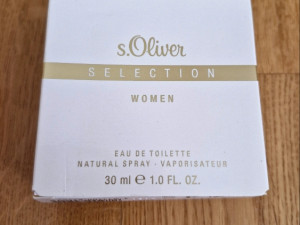 s.Oliver
SELECTION
WOMEN
EAU DE TOILETTE
NATURAL SPRAY - VAPORISATEUR
30 ml ℮ 1.0 FL. OZ.